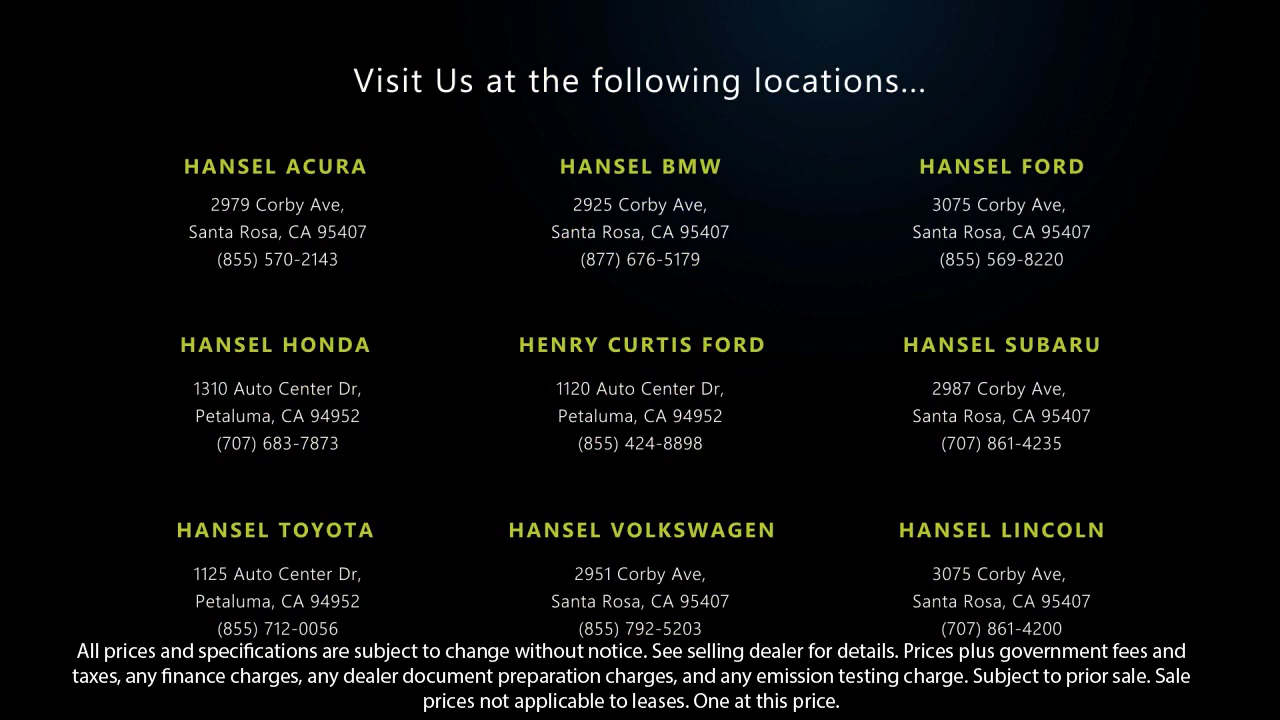 Visit Us at the following locations...
HANSEL ACURA
2979 Corby Ave,
Santa Rosa, CA 95407
(855) 570-2143
HANSEL BMW
2925 Corby Ave,
Santa Rosa, CA 95407
(877) 676-5179
HANSEL FORD
3075 Corby Ave,
Santa Rosa, CA 95407
(855) 569-8220
HANSEL HONDA
1310 Auto Center Dr,
Petaluma, CA 94952
(707) 683-7873
HENRY CURTIS FORD
1120 Auto Center Dr,
Petaluma, CA 94952
(855) 424-8898
HANSEL SUBARU
2987 Corby Ave,
Santa Rosa, CA 95407
(707) 861-4235
HANSEL TOYOTA
1125 Auto Center Dr,
Petaluma, CA 94952
(855) 712-0056
HANSEL VOLKSWAGEN
2951 Corby Ave,
Santa Rosa, CA 95407
(855) 792-5203
HANSEL LINCOLN
3075 Corby Ave,
Santa Rosa, CA 95407
(707) 861-4200
All prices and specifications are subject to change without notice. See selling dealer for details. Prices plus government fees and
taxes, any finance charges, any dealer document preparation charges, and any emission testing charge. Subject to prior sale. Sale
prices not applicable to leases. One at this price.